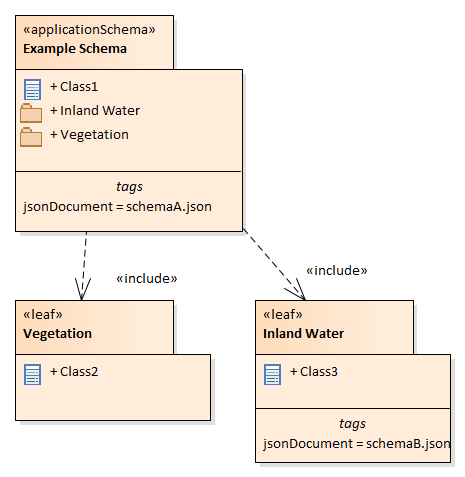 «applicationSchema»
Example Schema
+ Class1
+ Inland Water
+ Vegetation
tags
jsonDocument = schemaA.json
«include»
«include»
«leaf»
Vegetation
+ Class2
«leaf»
Inland Water
+ Class3
tags
jsonDocument = schemaB.json